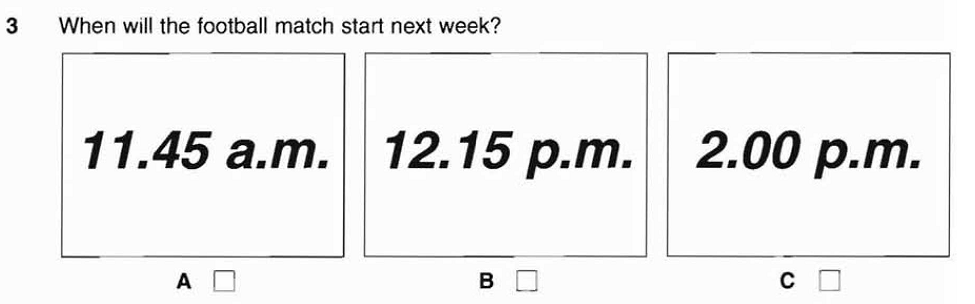 3 When will the football match start next week?
11.45 a.m. 12.15 p.m. 2.00 p.m.
A B C